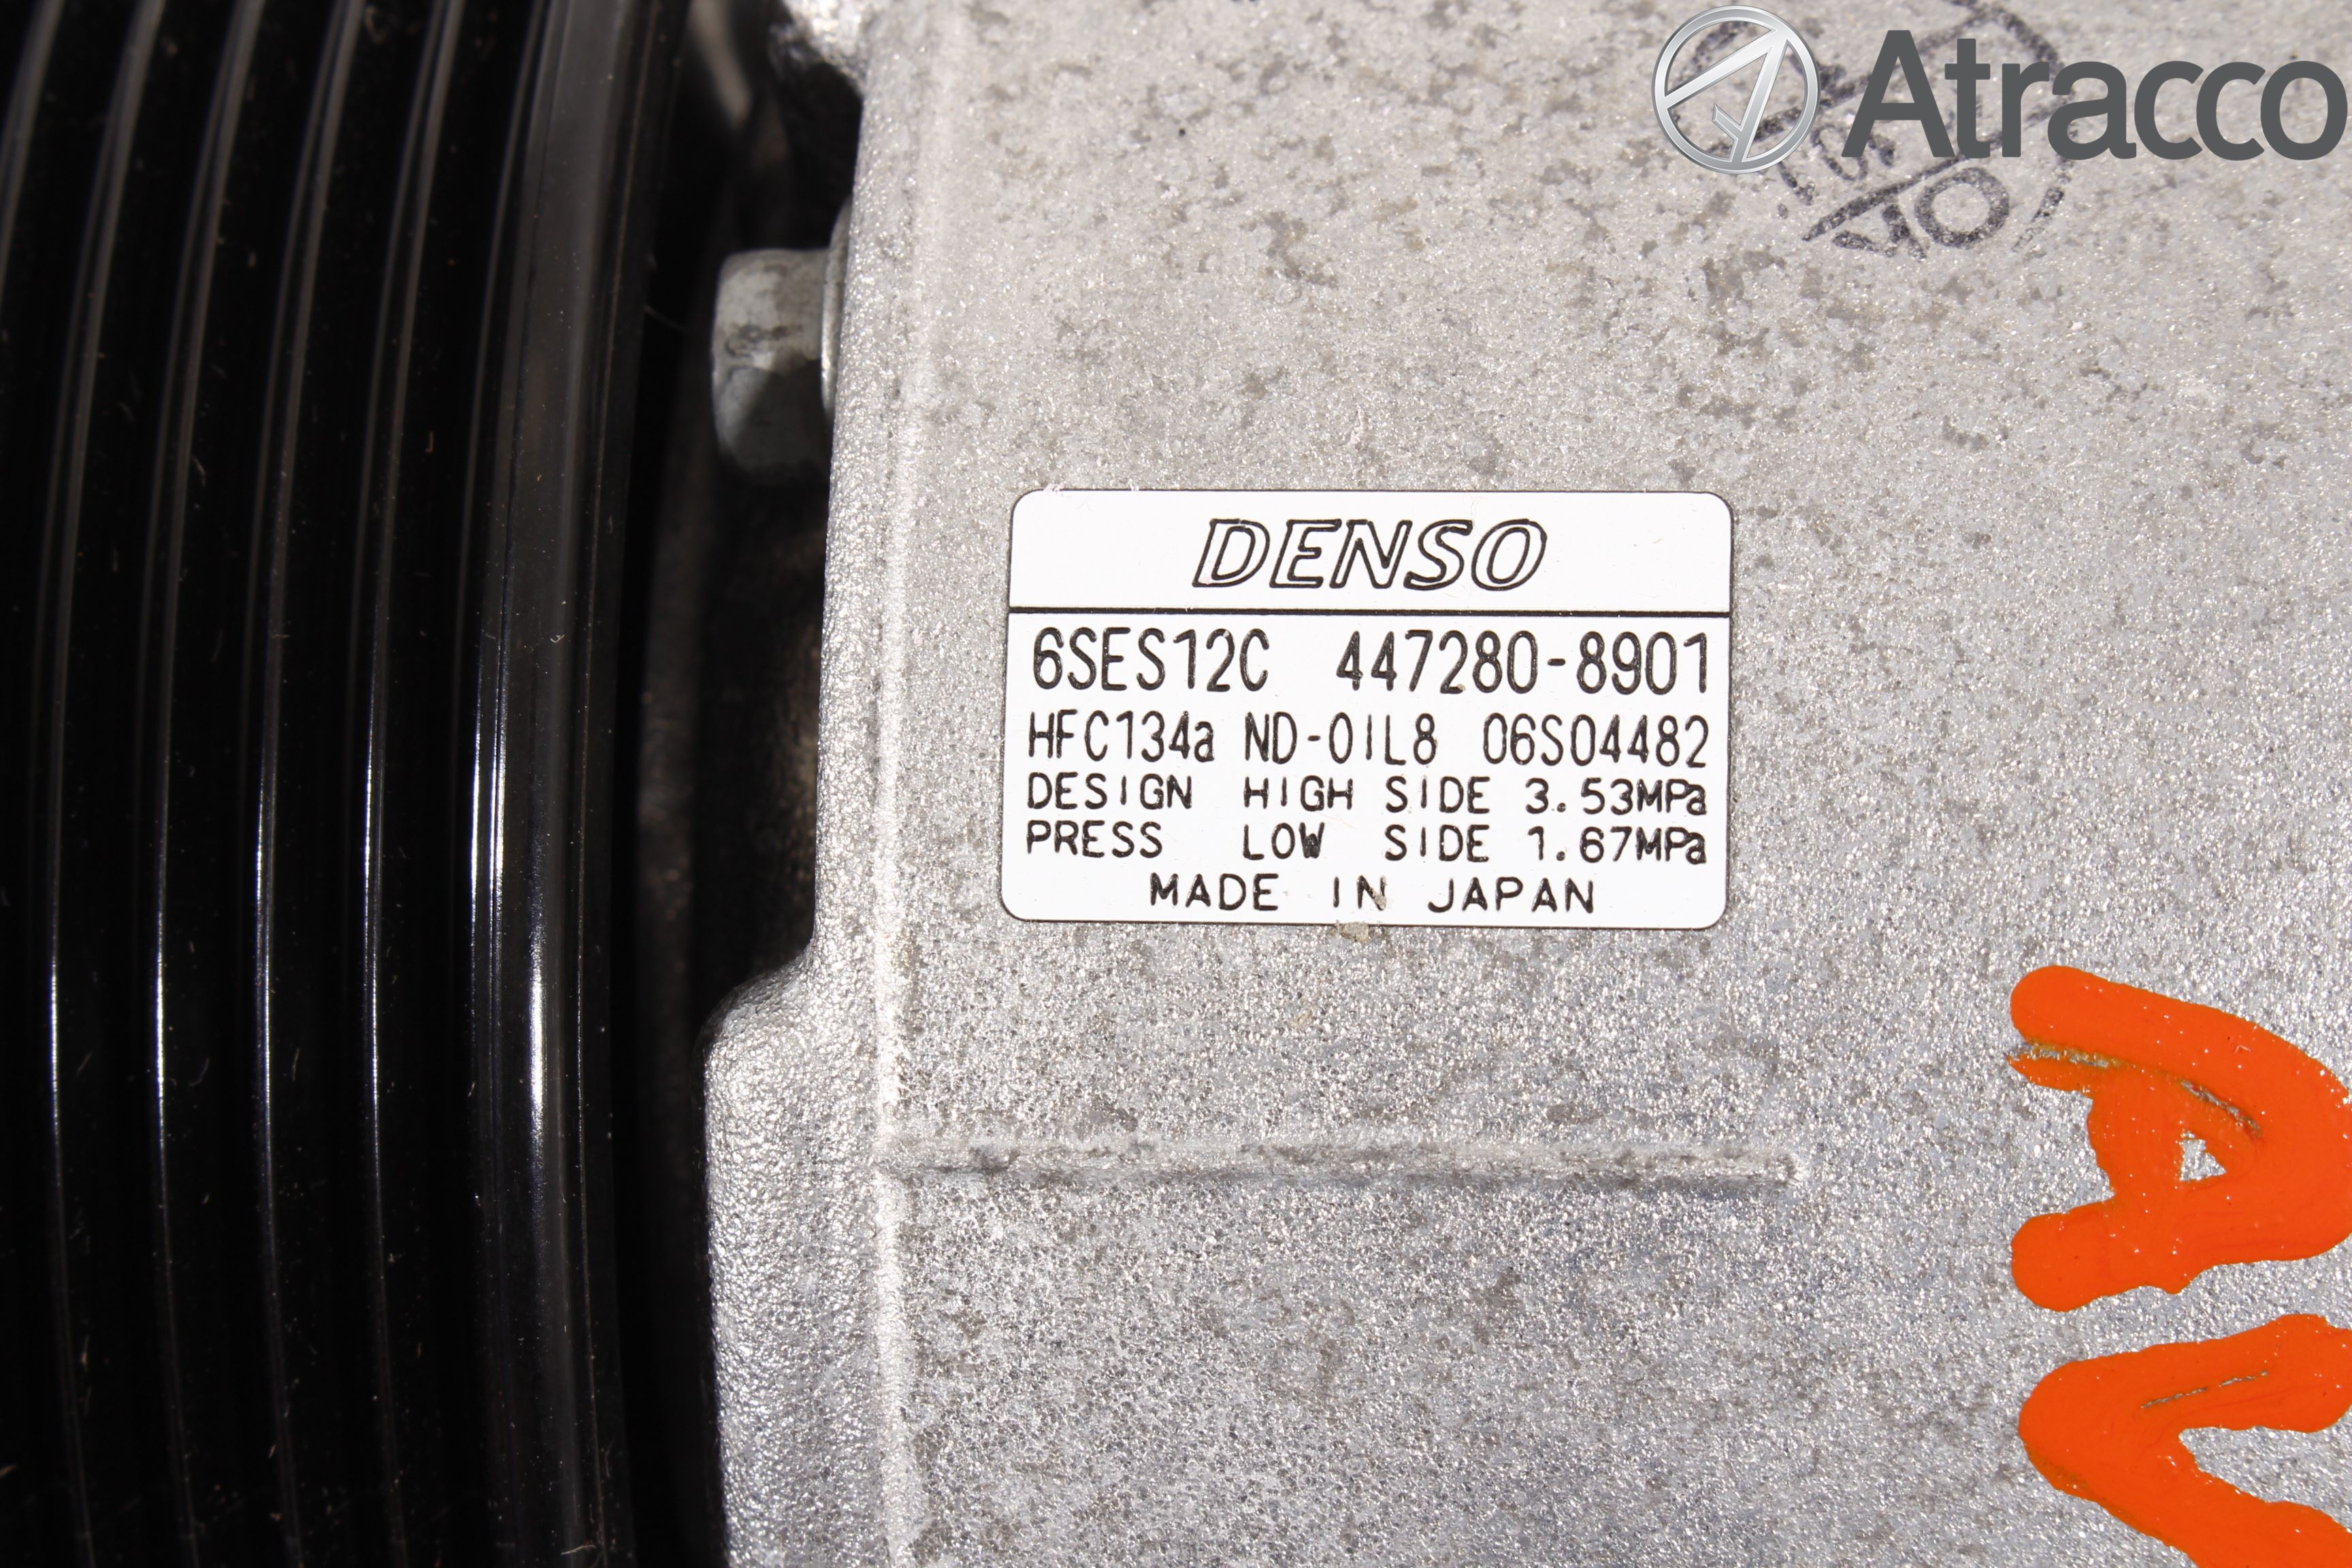 Atracco
OK
DENSO
6SES12C 447280-8901
HFC134a ND-OIL8 06S04482
DESIGN HIGH SIDE 3.53MPa
PRESS LOW SIDE 1.67MPa
MADE IN JAPAN